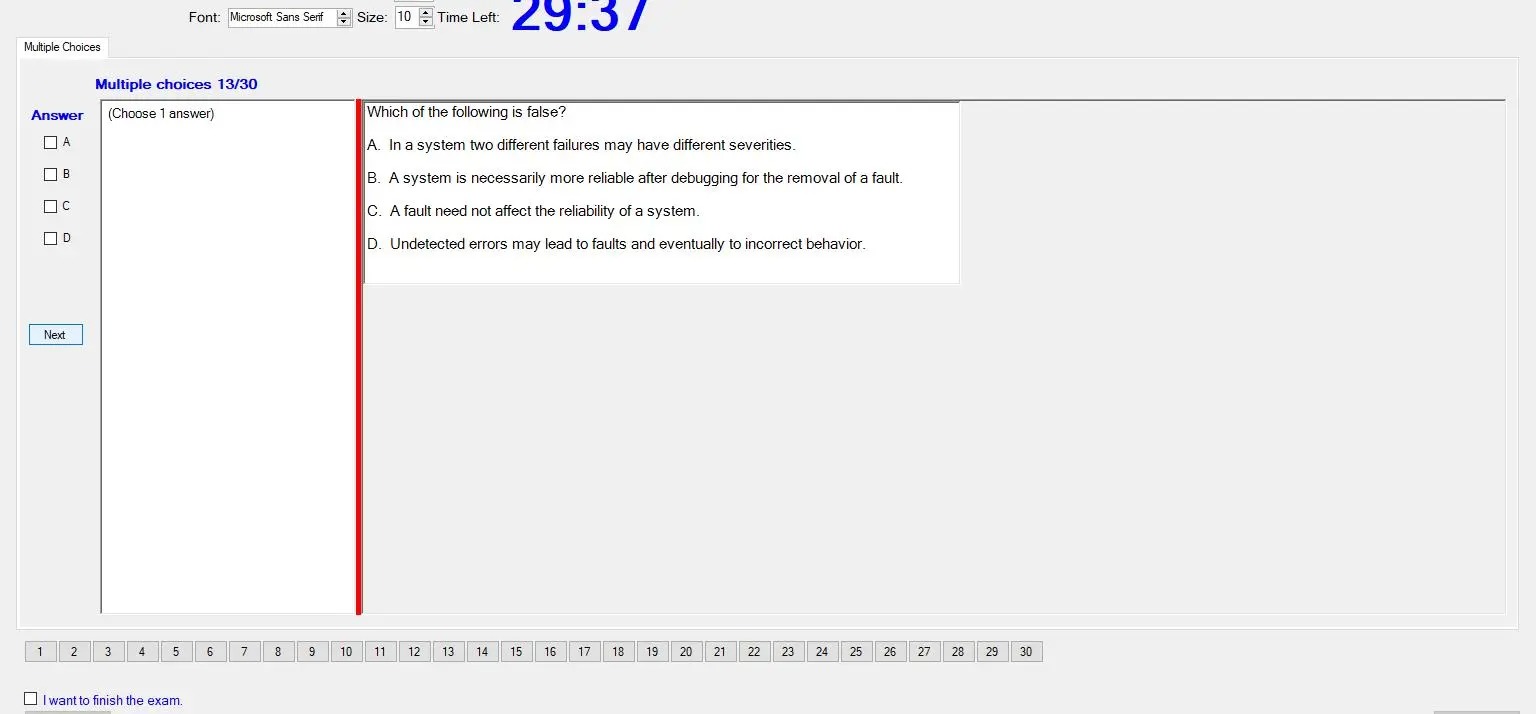 Font: Microsoft Sans Serif Size: 10 Time Left: 29:37
Multiple Choices
Multiple choices 13/30
Answer
(Choose 1 answer)
A
B
C
D
Next
Which of the following is false?
A. In a system two different failures may have different severities.
B. A system is necessarily more reliable after debugging for the removal of a fault.
C. A fault need not affect the reliability of a system.
D. Undetected errors may lead to faults and eventually to incorrect behavior.
1 2 3 4 5 6 7 8 9 10 11 12 13 14 15 16 17 18 19 20 21 22 23 24 25 26 27 28 29 30
I want to finish the exam.